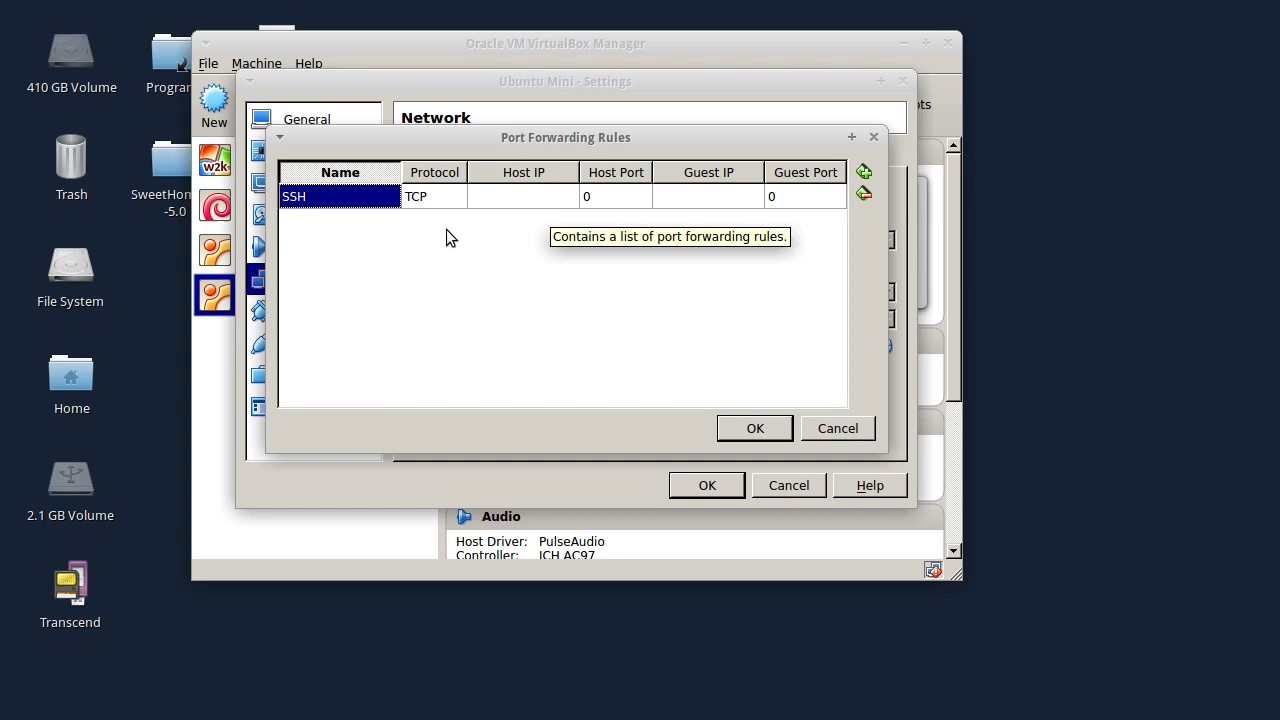 410 GB Volume
Trash
File System
Home
2.1 GB Volume
Transcend
Progra
SweetHom
-5.0
Oracle VM VirtualBox Manager
File Machine Help
New
w2k
Ubuntu Mini - Settings
General
Network
Port Forwarding Rules
Name Protocol Host IP Host Port Guest IP Guest Port
SSH TCP 0 0
Contains a list of port forwarding rules.
OK Cancel
OK Cancel Help
Audio
Host Driver: PulseAudio
Controller: ICH AC97